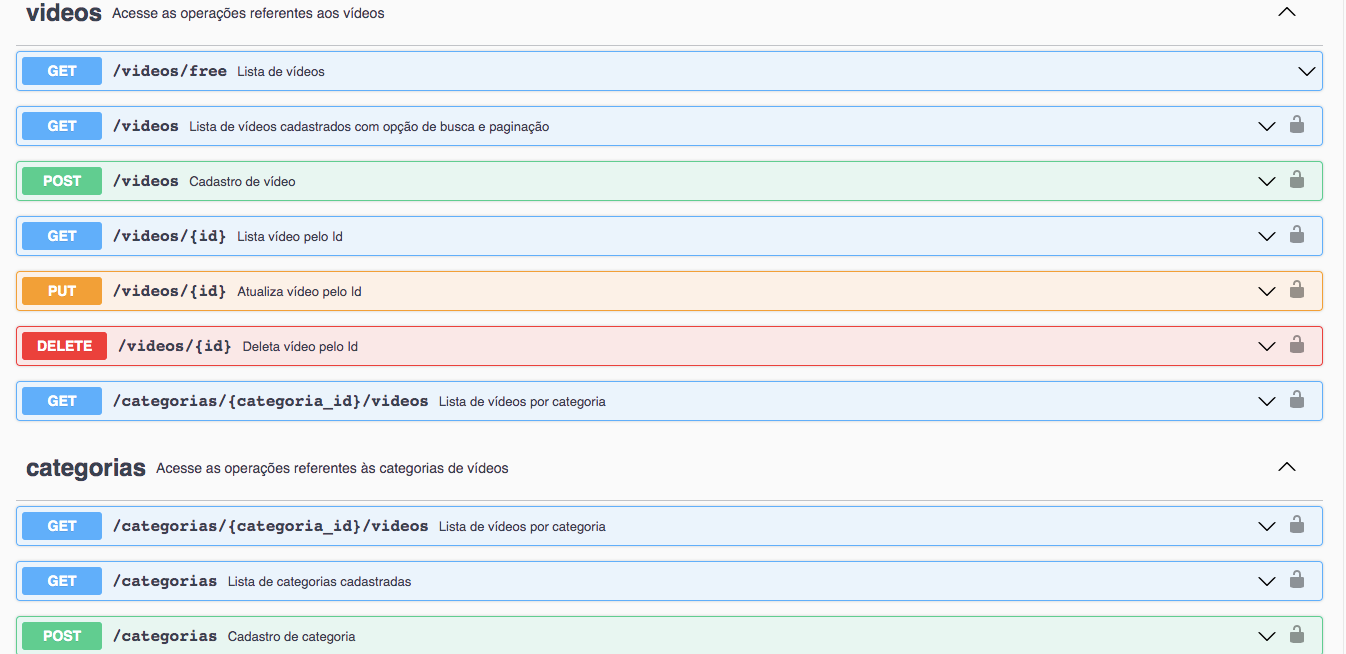 videos Acesse as operações referentes aos vídeos
GET /videos/free Lista de vídeos
GET /videos Lista de vídeos cadastrados com opção de busca e paginação
POST /videos Cadastro de vídeo
GET /videos/{id} Lista vídeo pelo Id
PUT /videos/{id} Atualiza vídeo pelo Id
DELETE /videos/{id} Deleta vídeo pelo Id
GET /categorias/{categoria_id}/videos Lista de vídeos por categoria
categorias Acesse as operações referentes às categorias de vídeos
GET /categorias/{categoria_id}/videos Lista de vídeos por categoria
GET /categorias Lista de categorias cadastradas
POST /categorias Cadastro de categoria